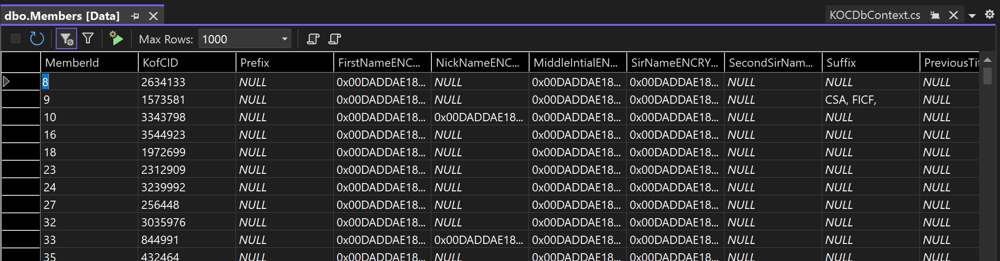 dbo.Members [Data]
KOCDbContext.cs
Max Rows: 1000
MemberId KofCID Prefix FirstNameENC... NickNameENC... MiddleIntialEN... SirNameENCRY... SecondSirNam... Suffix PreviousTit
8 2634133 NULL 0x00DADDAE18... NULL 0x00DADDAE18... 0x00DADDAE18... NULL NULL NULL
9 1573581 NULL 0x00DADDAE18... NULL 0x00DADDAE18... 0x00DADDAE18... NULL CSA, FICF, NULL
10 3343798 NULL 0x00DADDAE18... 0x00DADDAE18... 0x00DADDAE18... 0x00DADDAE18... NULL NULL NULL
16 3544923 NULL 0x00DADDAE18... NULL 0x00DADDAE18... 0x00DADDAE18... NULL NULL NULL
18 1972699 NULL 0x00DADDAE18... NULL 0x00DADDAE18... 0x00DADDAE18... NULL NULL NULL
23 2312909 NULL 0x00DADDAE18... NULL 0x00DADDAE18... 0x00DADDAE18... NULL NULL NULL
24 3239992 NULL 0x00DADDAE18... NULL 0x00DADDAE18... 0x00DADDAE18... NULL NULL NULL
27 256448 NULL 0x00DADDAE18... NULL 0x00DADDAE18... 0x00DADDAE18... NULL NULL NULL
32 3035976 NULL 0x00DADDAE18... NULL 0x00DADDAE18... 0x00DADDAE18... NULL NULL NULL
33 844991 NULL 0x00DADDAE18... 0x00DADDAE18... 0x00DADDAE18... 0x00DADDAE18... NULL NULL NULL
35 432464 NULL 0x00DADDAE18... NULL 0x00DADDAE18... 0x00DADDAE18... NULL NULL NULL